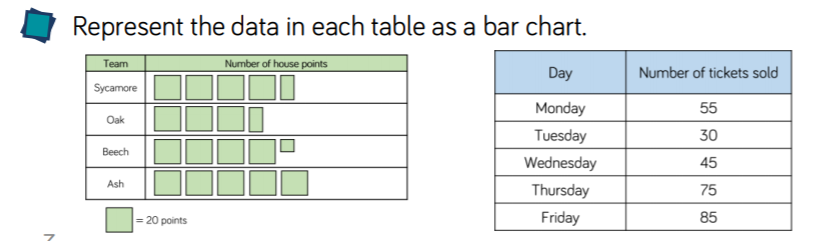 Represent the data in each table as a bar chart.
Team Number of house points
Sycamore
Oak
Beech
Ash
= 20 points
Day Number of tickets sold
Monday 55
Tuesday 30
Wednesday 45
Thursday 75
Friday 85